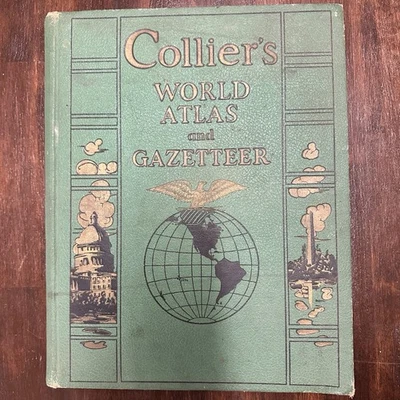 Collier's
WORLD
ATLAS
and
GAZETTEER